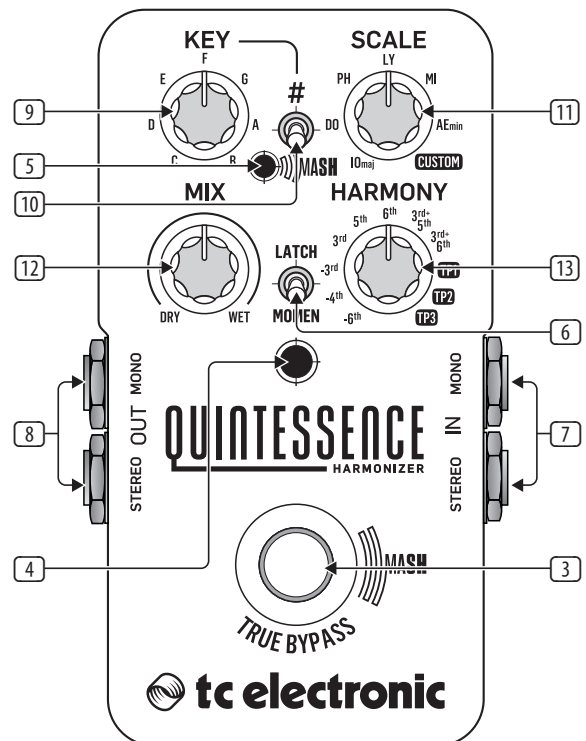 KEY
SCALE
F
E
G
D
A
C
B
#
LY
PH
MI
DO
AEmin
IOmaj
CUSTOM
9
5
10
11
MASH
MIX
HARMONY
DRY
WET
12
LATCH
MOMEN
6th
5th
3rd+
5th
3rd
3rd+
6th
-3rd
TP1
-4th
TP2
-6th
TP3
13
6
MONO
STEREO
OUT
8
IN
MONO
STEREO
7
QUINTESSENCE
HARMONIZER
4
3
MASH
TRUE BYPASS
tc electronic